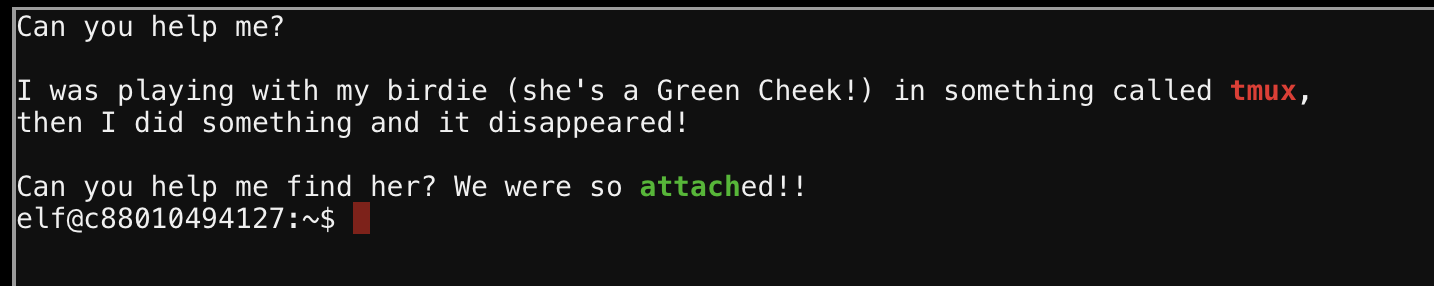 Can you help me?
I was playing with my birdie (she's a Green Cheek!) in something called tmux,
then I did something and it disappeared!
Can you help me find her? We were so attached!!
elf@c88010494127:~$